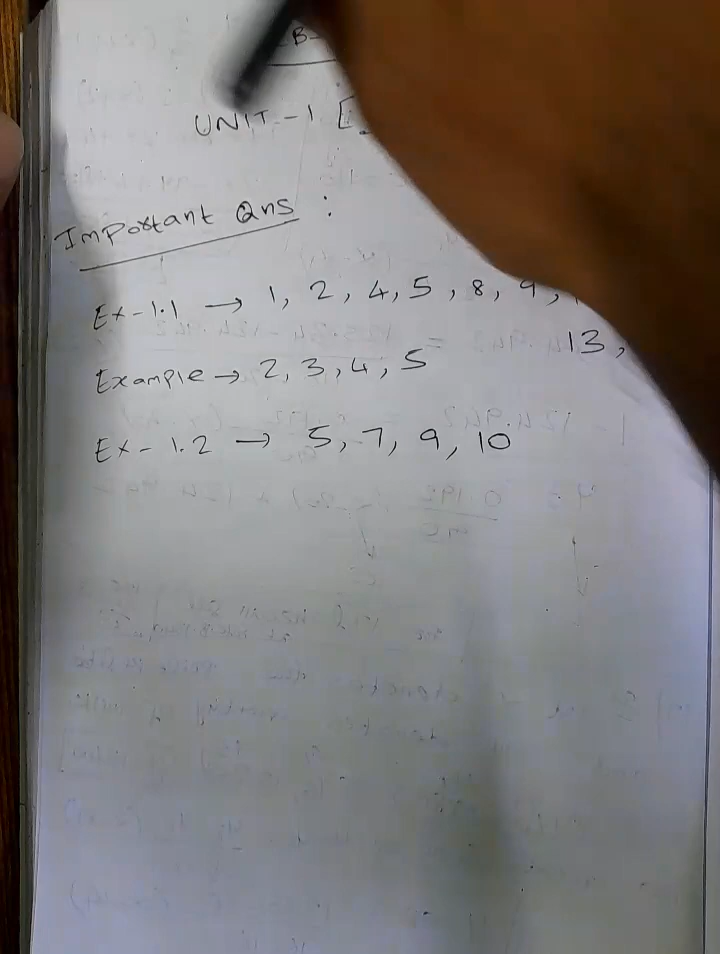 B-
UNIT-1 [
Important Qns :
Ex-1.1 → 1, 2, 4, 5, 8, 9,
13,
Example → 2, 3, 4, 5
Ex-1.2 → 5, 7, 9, 10